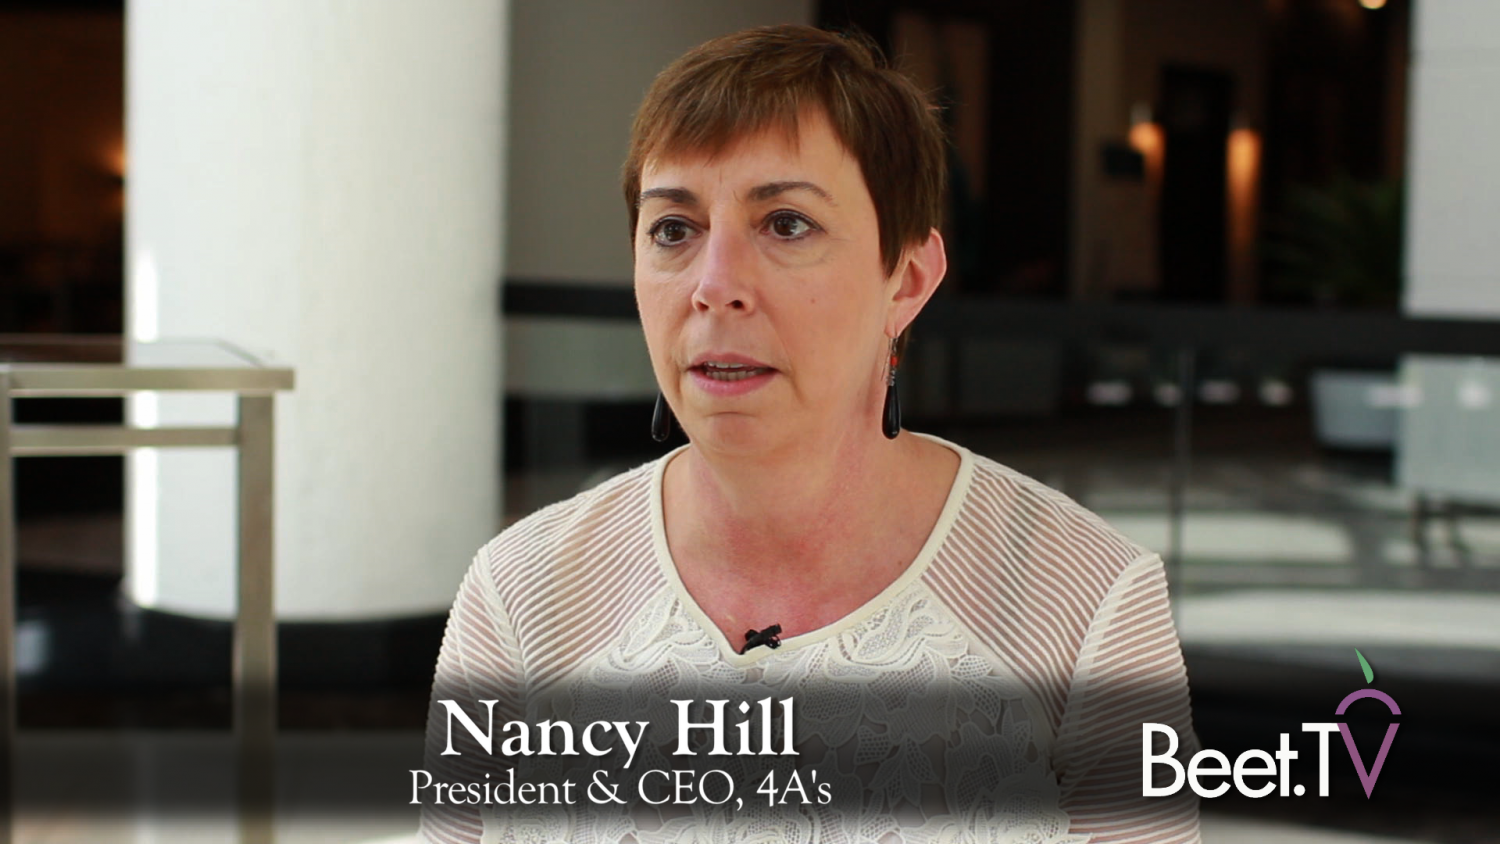 Nancy Hill
President & CEO, 4A's
Beet.TV